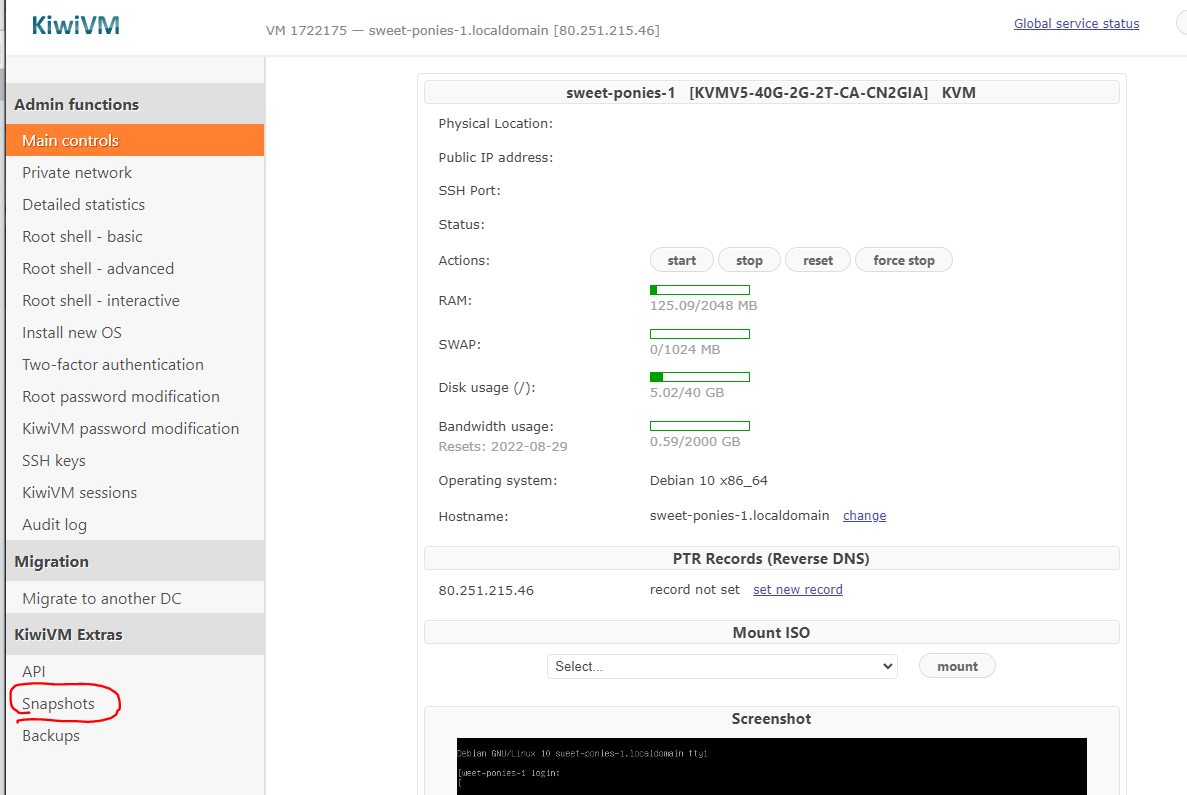 KiwiVM
VM 1722175 — sweet-ponies-1.localdomain [80.251.215.46]
Global service status
Admin functions
Main controls
Private network
Detailed statistics
Root shell - basic
Root shell - advanced
Root shell - interactive
Install new OS
Two-factor authentication
Root password modification
KiwiVM password modification
SSH keys
KiwiVM sessions
Audit log
Migration
Migrate to another DC
KiwiVM Extras
API
Snapshots
Backups
sweet-ponies-1 [KVMV5-40G-2G-2T-CA-CN2GIA] KVM
Physical Location:
Public IP address:
SSH Port:
Status:
Actions: start stop reset force stop
RAM:
125.09/2048 MB
SWAP:
0/1024 MB
Disk usage (/):
5.02/40 GB
Bandwidth usage:
Resets: 2022-08-29
0.59/2000 GB
Operating system: Debian 10 x86_64
Hostname: sweet-ponies-1.localdomain change
PTR Records (Reverse DNS)
80.251.215.46 record not set set new record
Mount ISO
Select... mount
Screenshot
Debian GNU/Linux 10 sweet-ponies-1.localdomain tty1
[weet-ponies-1 login:
[